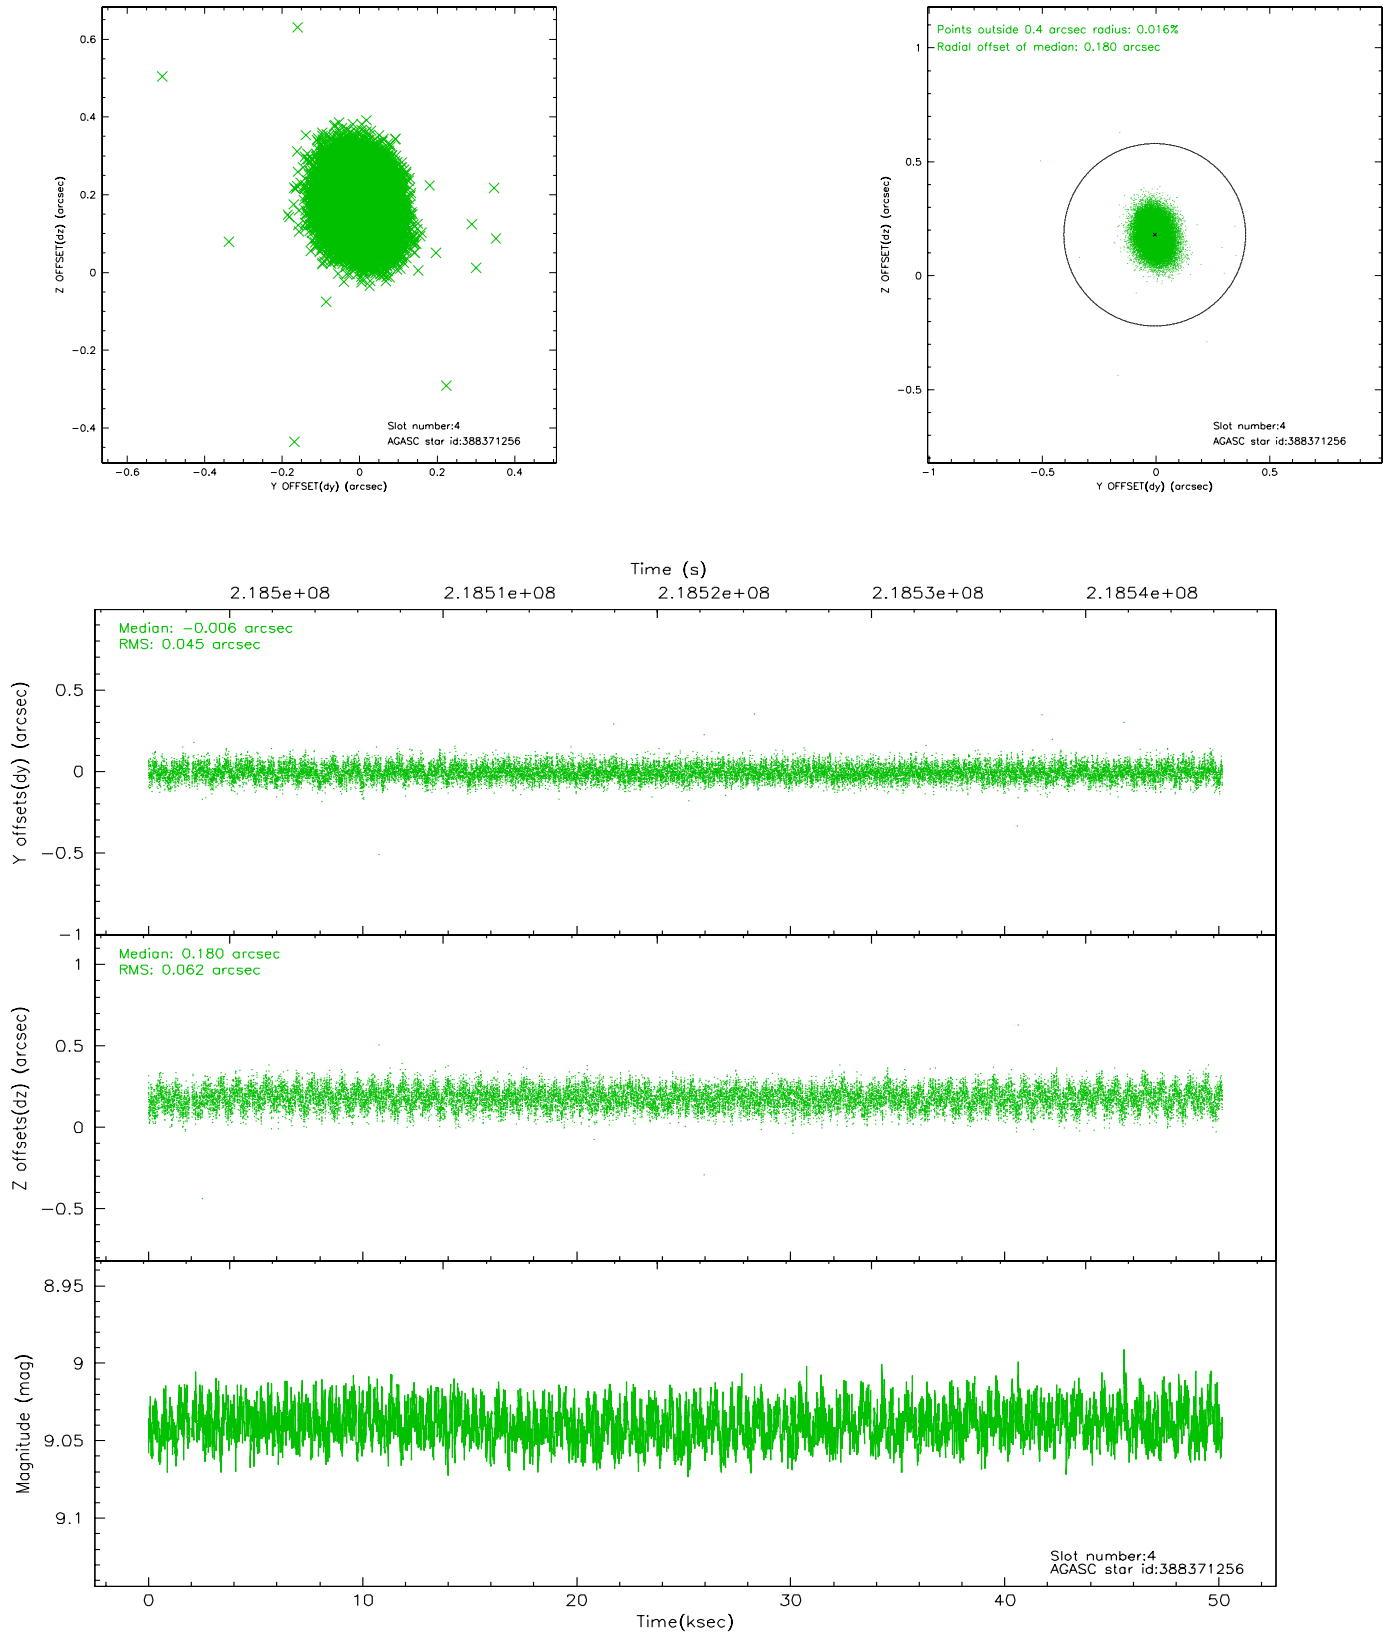 0.6
0.4
0.2
0
-0.2
-0.4
Z OFFSET(dz) (arcsec)
Slot number:4
AGASC star id:388371256
-0.6
-0.4
-0.2
0
0.2
0.4
Y OFFSET(dy) (arcsec)
Points outside 0.4 arcsec radius: 0.016%
Radial offset of median: 0.180 arcsec
1
0.5
0
-0.5
Z OFFSET(dz) (arcsec)
Slot number:4
AGASC star id:388371256
-1
-0.5
0
0.5
Y OFFSET(dy) (arcsec)
Time (s)
2.185e+08
2.1851e+08
2.1852e+08
2.1853e+08
2.1854e+08
Median: -0.006 arcsec
RMS: 0.045 arcsec
0.5
0
-0.5
-1
Y offsets(dy) (arcsec)
Median: 0.180 arcsec
RMS: 0.062 arcsec
1
0.5
0
-0.5
Z offsets(dz) (arcsec)
8.95
9
9.05
9.1
Magnitude (mag)
Slot number:4
AGASC star id:388371256
0
10
20
30
40
50
Time(ksec)